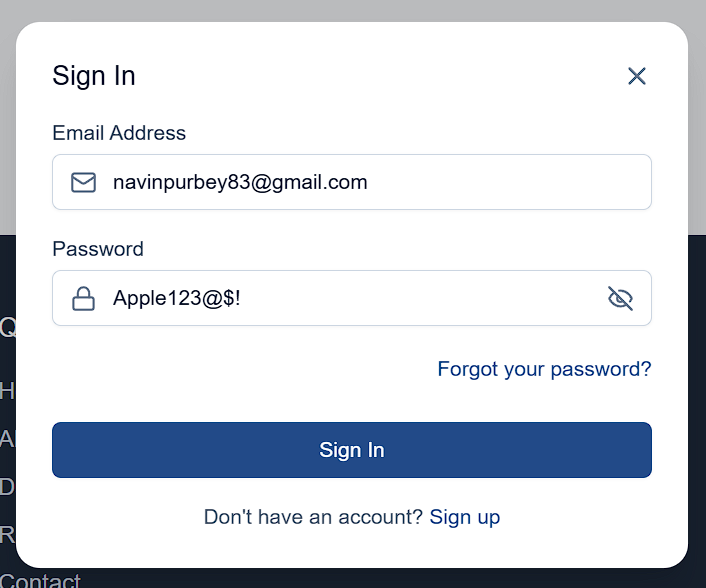 Sign In
Email Address
navinpurbey83@gmail.com
Password
Apple123@$!
Forgot your password?
Sign In
Don't have an account? Sign up
Contact